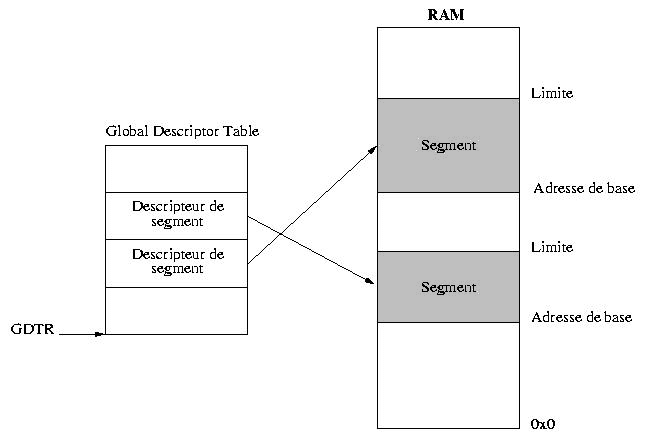 RAM
Limite
Global Descriptor Table
Segment
Adresse de base
Descripteur de
segment
Limite
Descripteur de
segment
Segment
Adresse de base
GDTR
0x0